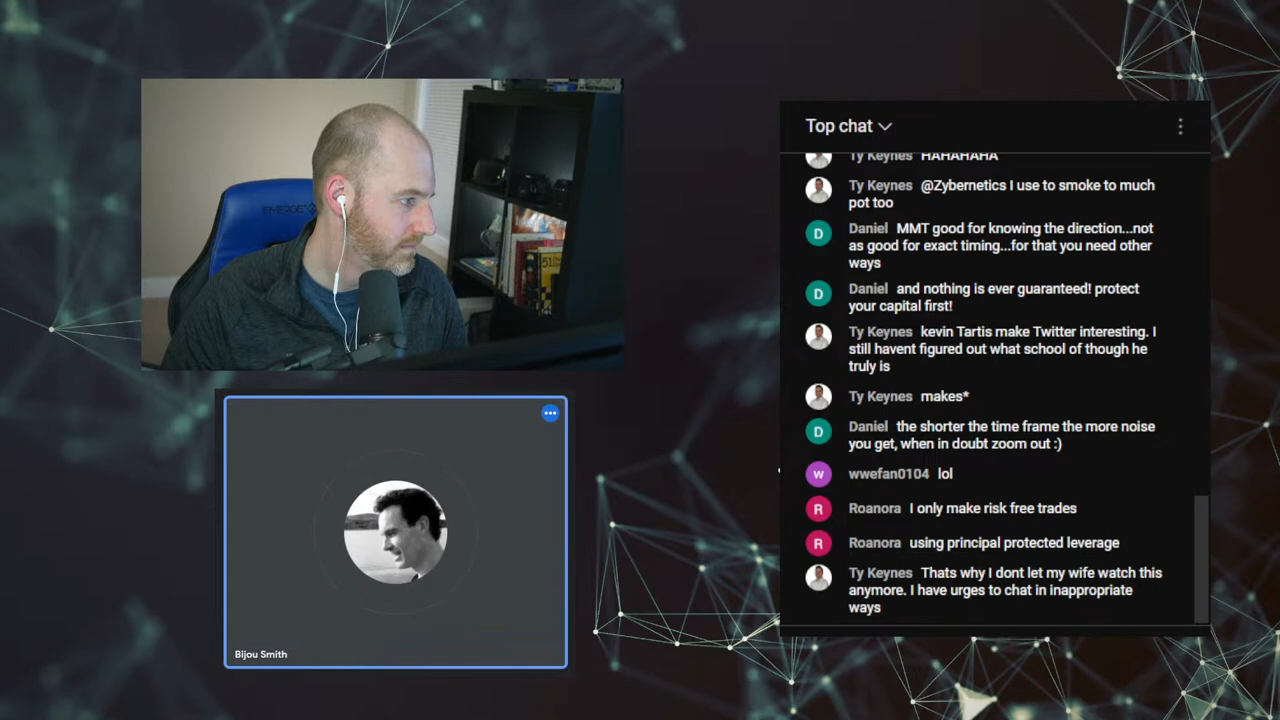 EMERGE
51
Bijou Smith
Top chat
Ty Keynes HAHAHAHA
Ty Keynes @Zybernetics I use to smoke to much
pot too
D
Daniel MMT good for knowing the direction...not
as good for exact timing...for that you need other
ways
D
Daniel and nothing is ever guaranteed! protect
your capital first!
Ty Keynes kevin Tartis make Twitter interesting. I
still havent figured out what school of though he
truly is
Ty Keynes makes*
D
Daniel the shorter the time frame the more noise
you get, when in doubt zoom out :)
w
wwefan0104 lol
R
Roanora I only make risk free trades
R
Roanora using principal protected leverage
Ty Keynes Thats why I dont let my wife watch this
anymore. I have urges to chat in inappropriate
ways